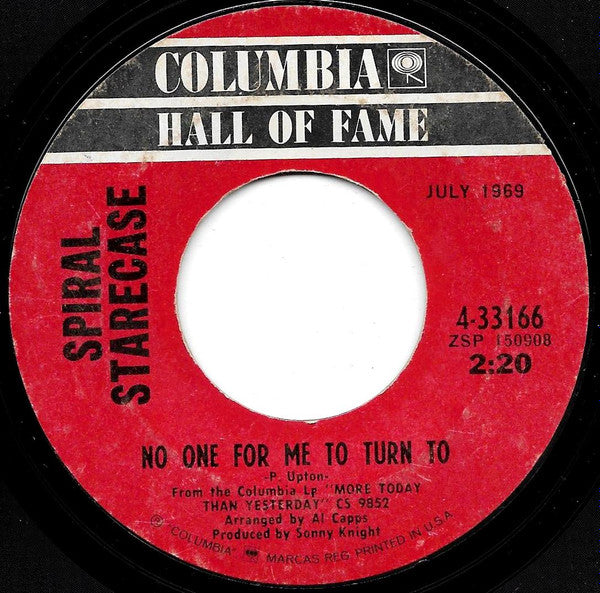 COLUMBIA
HALL OF FAME
JULY 1969
SPIRAL
STARECASE
4-33166
ZSP 150908
2:20
NO ONE FOR ME TO TURN TO
-P. Upton-
From the Columbia Lp "MORE TODAY
THAN YESTERDAY" CS 9852
Arranged by Al Capps
Produced by Sonny Knight
℗ "COLUMBIA" MARCAS REG. PRINTED IN U.S.A.